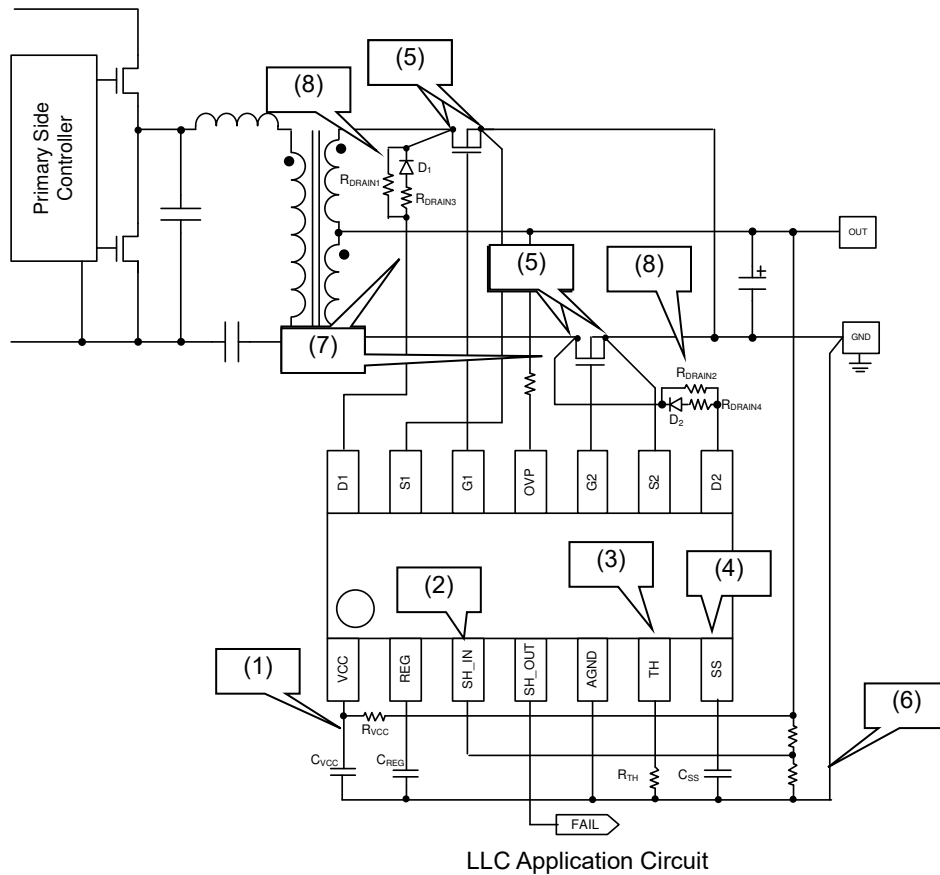 (5)
(8)
Primary Side
Controller
D1
RDRAIN1
RDRAIN3
OUT
(5)
(8)
+
(7)
GND
RDRAIN2
D2
RDRAIN4
D1
S1
G1
OVP
G2
S2
D2
(2)
(3)
(4)
VCC
REG
SH_IN
SH_OUT
AGND
TH
SS
(1)
(6)
RVCC
CVCC
CREG
RTH
CSS
FAIL
LLC Application Circuit